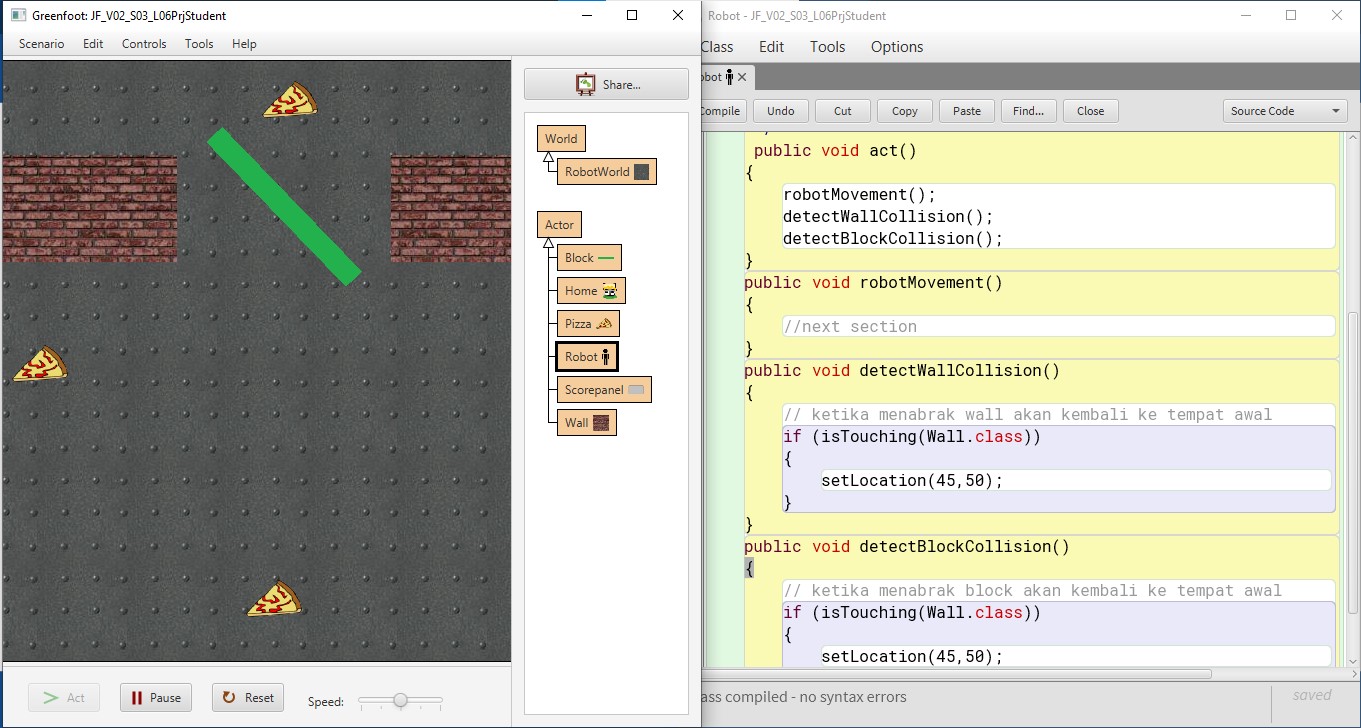 Greenfoot: JF_V02_S03_L06PrjStudent
Scenario Edit Controls Tools Help
Share...
World
RobotWorld
Actor
Block
Home
Pizza
Robot
Scorepanel
Wall
Act Pause Reset Speed:
Robot - JF_V02_S03_L06PrjStudent
Class Edit Tools Options
obot
Compile Undo Cut Copy Paste Find... Close Source Code
public void act()
{
robotMovement();
detectWallCollision();
detectBlockCollision();
}
public void robotMovement()
{
//next section
}
public void detectWallCollision()
{
// ketika menabrak wall akan kembali ke tempat awal
if (isTouching(Wall.class))
{
setLocation(45,50);
}
}
public void detectBlockCollision()
{
// ketika menabrak block akan kembali ke tempat awal
if (isTouching(Wall.class))
{
setLocation(45,50);
ass compiled - no syntax errors
saved